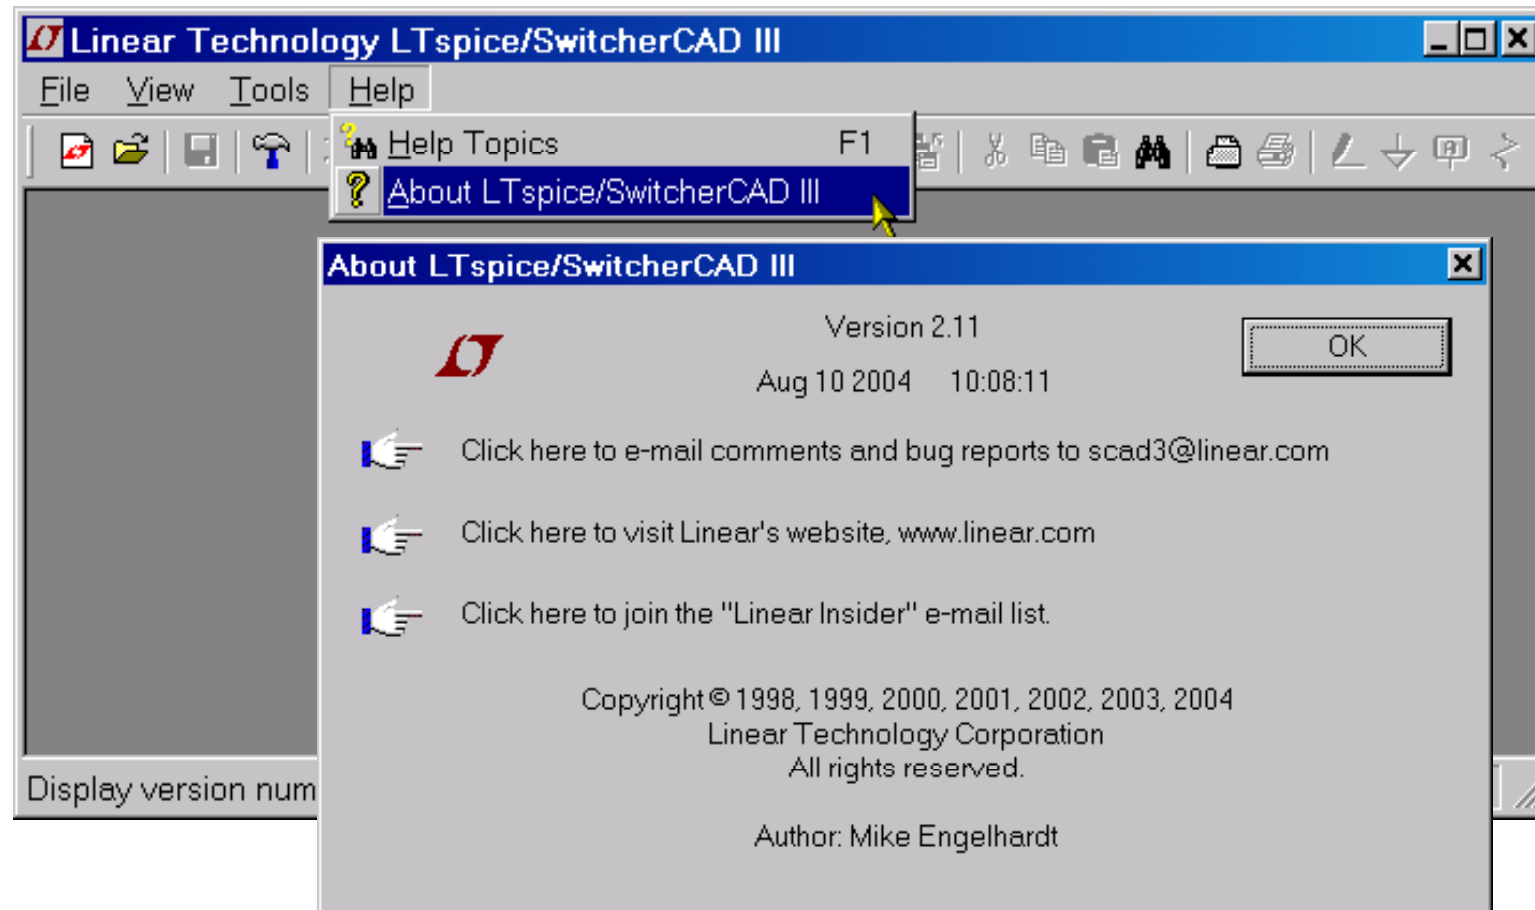 Linear Technology LTspice/SwitcherCAD III
File View Tools Help
Help Topics F1
About LTspice/SwitcherCAD III
About LTspice/SwitcherCAD III
Version 2.11
OK
Aug 10 2004 10:08:11
Click here to e-mail comments and bug reports to scad3@linear.com
Click here to visit Linear's website, www.linear.com
Click here to join the "Linear Insider" e-mail list.
Copyright © 1998, 1999, 2000, 2001, 2002, 2003, 2004
Linear Technology Corporation
All rights reserved.
Display version num
Author: Mike Engelhardt